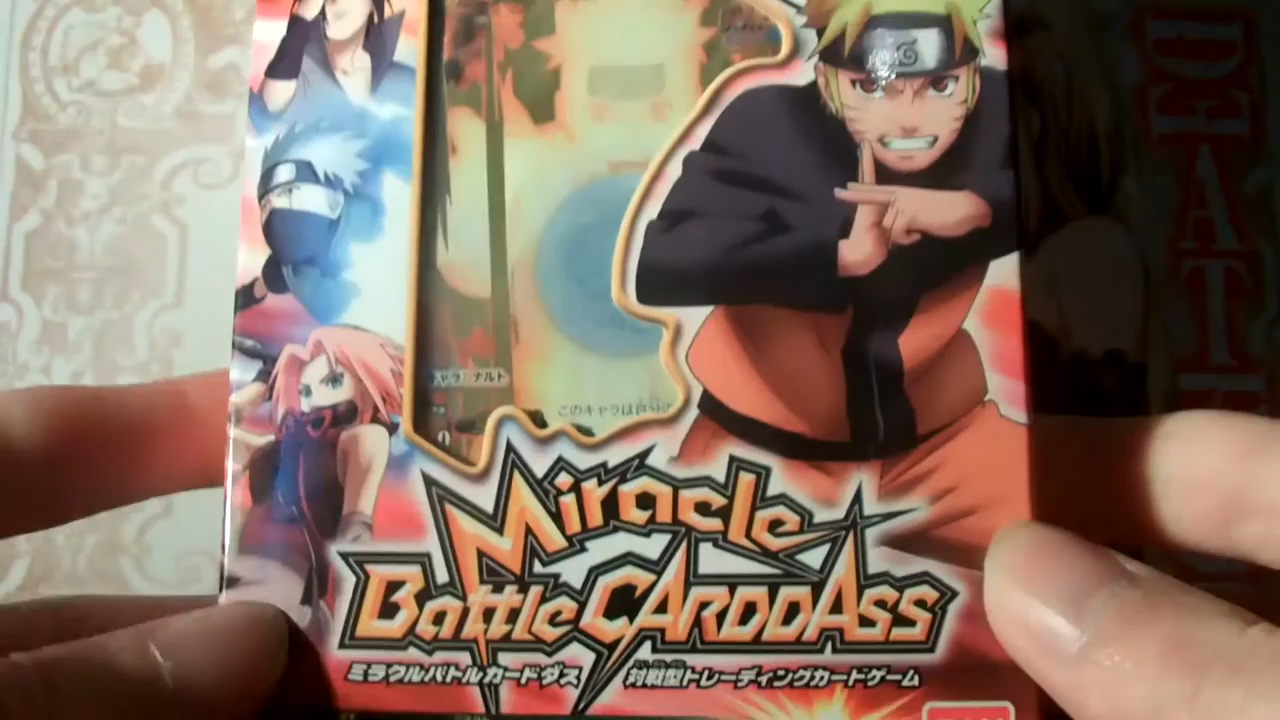 DEAT
キャラ：ナルト
このキャラは自分の
Miracle
Battle CARDDASS
ミラクルバトルカードダス 対戦型トレーディングカードゲーム